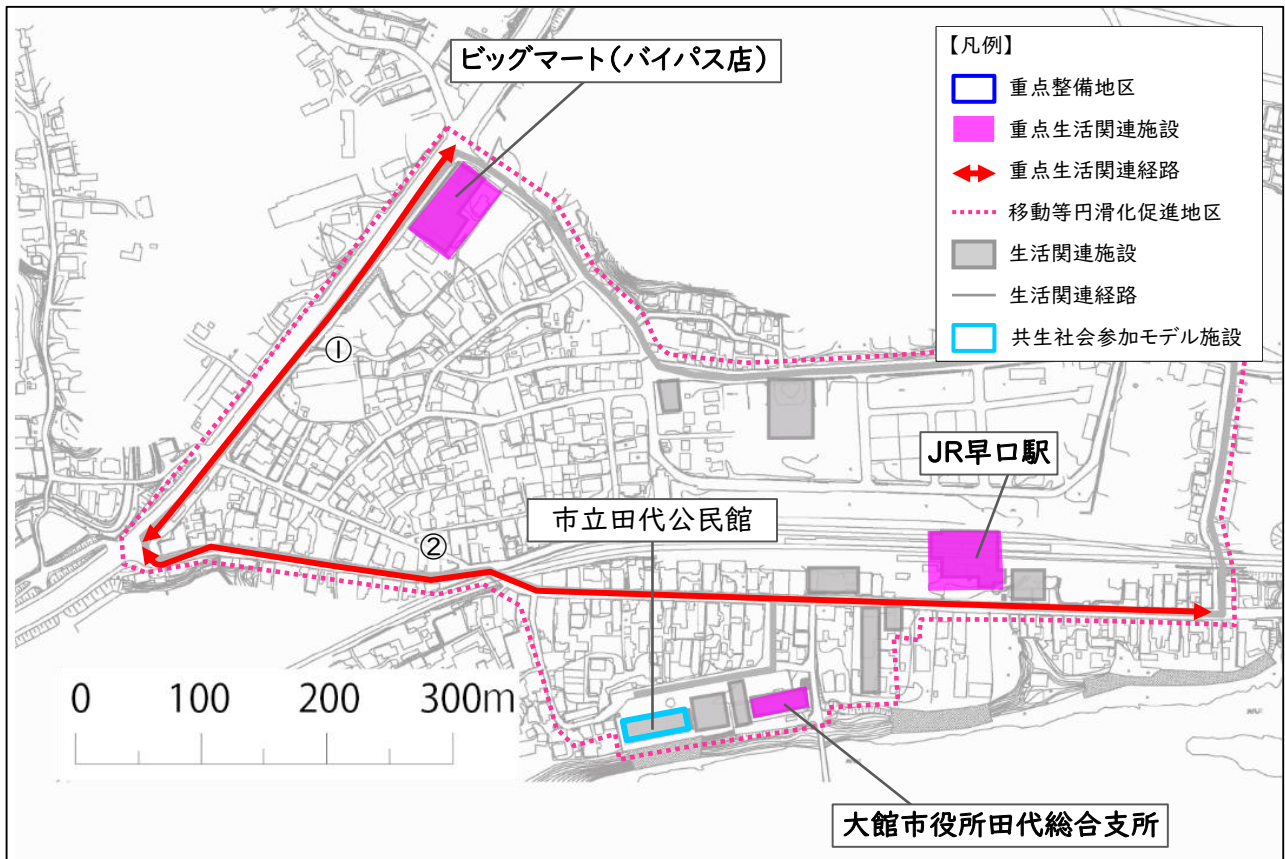 ビッグマート(バイパス店)
【凡例】
重点整備地区
重点生活関連施設
重点生活関連経路
移動等円滑化促進地区
生活関連施設
生活関連経路
共生社会参加モデル施設
①
JR早口駅
市立田代公民館
②
0 100 200 300m
大館市役所田代総合支所